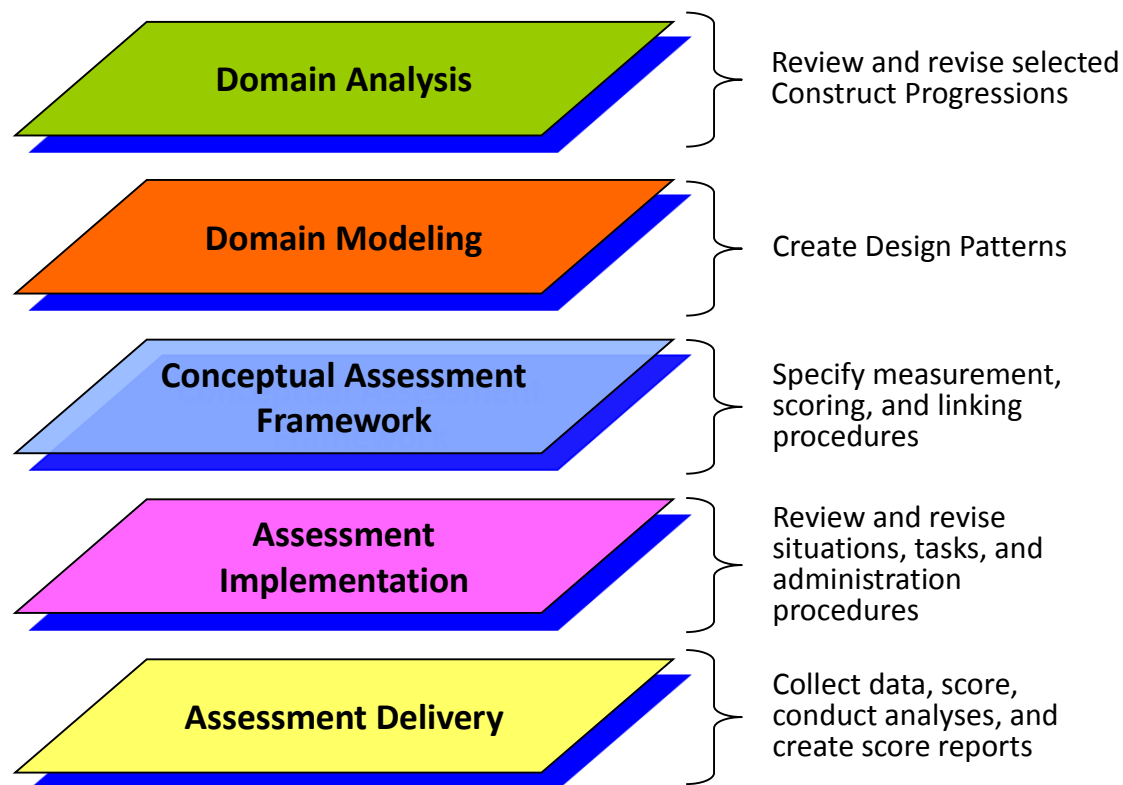 Domain Analysis
Review and revise selected
Construct Progressions
Domain Modeling
Create Design Patterns
Conceptual Assessment
Framework
Specify measurement,
scoring, and linking
procedures
Assessment
Implementation
Review and revise
situations, tasks, and
administration
procedures
Assessment Delivery
Collect data, score,
conduct analyses, and
create score reports